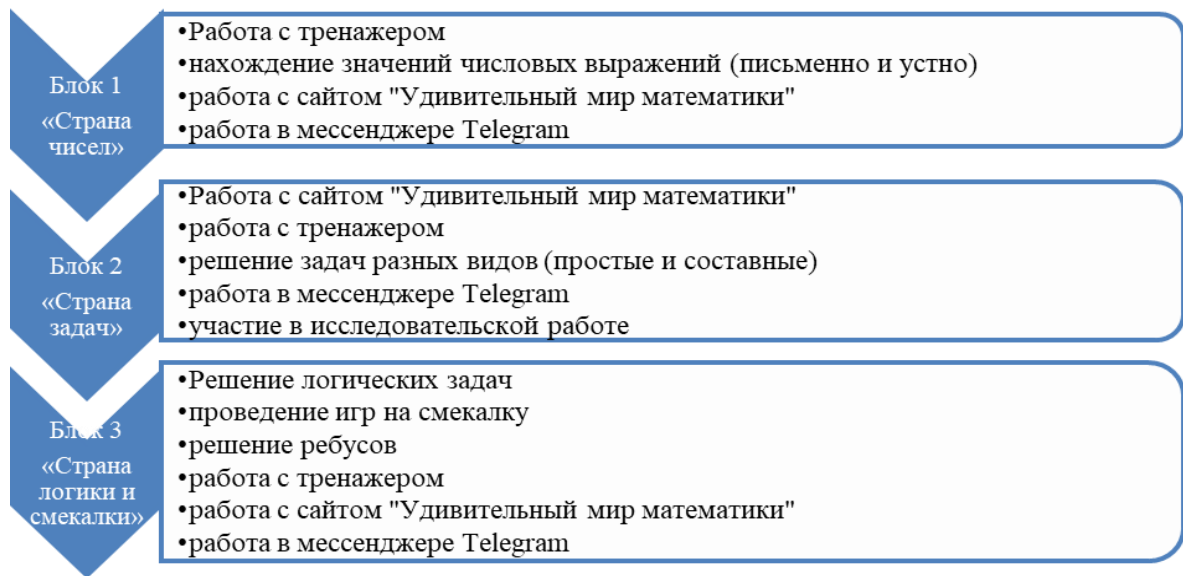 Блок 1
«Страна
чисел»
•Работа с тренажером
•нахождение значений числовых выражений (письменно и устно)
•работа с сайтом "Удивительный мир математики"
•работа в мессенджере Telegram
Блок 2
«Страна
задач»
•Работа с сайтом "Удивительный мир математики"
•работа с тренажером
•решение задач разных видов (простые и составные)
•работа в мессенджере Telegram
•участие в исследовательской работе
Блок 3
«Страна
логики и
смекалки»
•Решение логических задач
•проведение игр на смекалку
•решение ребусов
•работа с тренажером
•работа с сайтом "Удивительный мир математики"
•работа в мессенджере Telegram